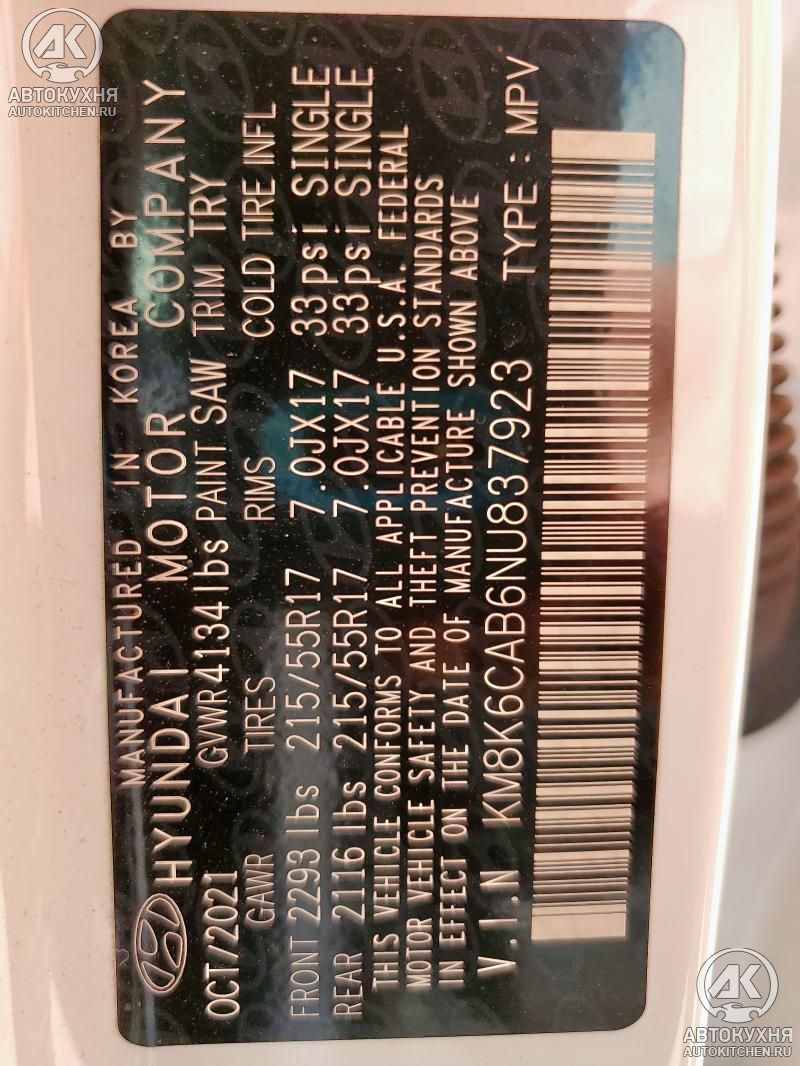 АВТОКУХНЯ
AUTOKITCHEN.RU
MANUFACTURED IN KOREA BY
HYUNDAI MOTOR COMPANY
OCT/2021 GVWR 4134 lbs PAINT SAW TRIM TRY
GAWR TIRES RIMS COLD TIRE INFL
FRONT 2293 lbs 215/55R17 7.0JX17 33 psi SINGLE
REAR 2116 lbs 215/55R17 7.0JX17 33 psi SINGLE
THIS VEHICLE CONFORMS TO ALL APPLICABLE U.S.A. FEDERAL
MOTOR VEHICLE SAFETY AND THEFT PREVENTION STANDARDS
IN EFFECT ON THE DATE OF MANUFACTURE SHOWN ABOVE
V.I.N KM8K6CAB6NU837923 TYPE : MPV
АВТОКУХНЯ
AUTOKITCHEN.RU